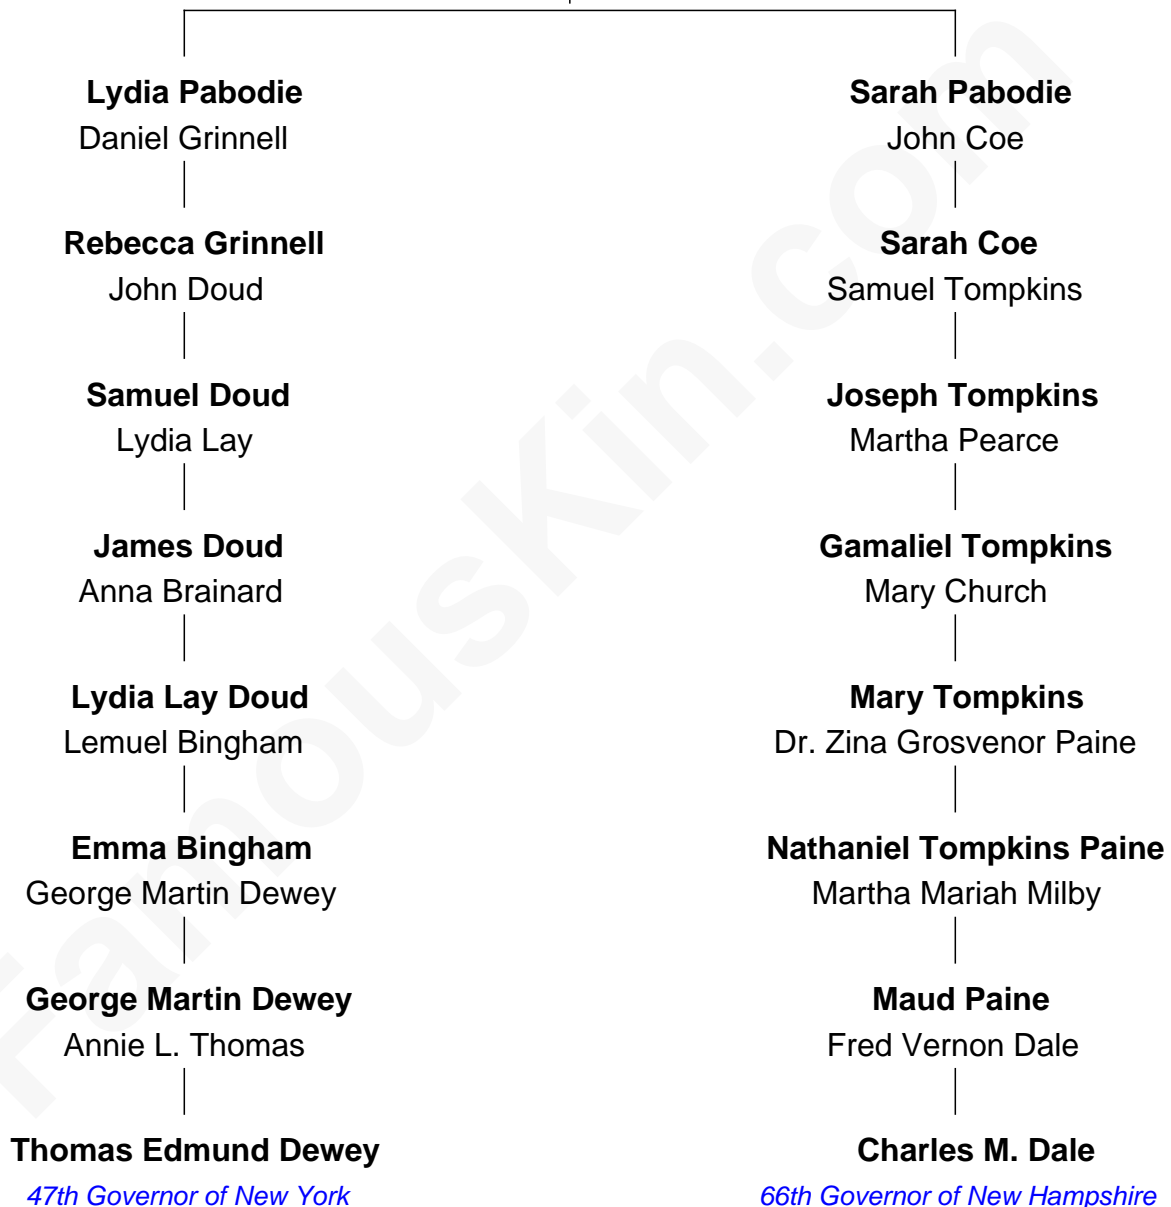 Lydia Pabodie
Daniel Grinnell
Rebecca Grinnell
John Doud
Samuel Doud
Lydia Lay
James Doud
Anna Brainard
Lydia Lay Doud
Lemuel Bingham
Emma Bingham
George Martin Dewey
George Martin Dewey
Annie L. Thomas
Thomas Edmund Dewey
47th Governor of New York
Sarah Pabodie
John Coe
Sarah Coe
Samuel Tompkins
Joseph Tompkins
Martha Pearce
Gamaliel Tompkins
Mary Church
Mary Tompkins
Dr. Zina Grosvenor Paine
Nathaniel Tompkins Paine
Martha Mariah Milby
Maud Paine
Fred Vernon Dale
Charles M. Dale
66th Governor of New Hampshire
FamousKin.com